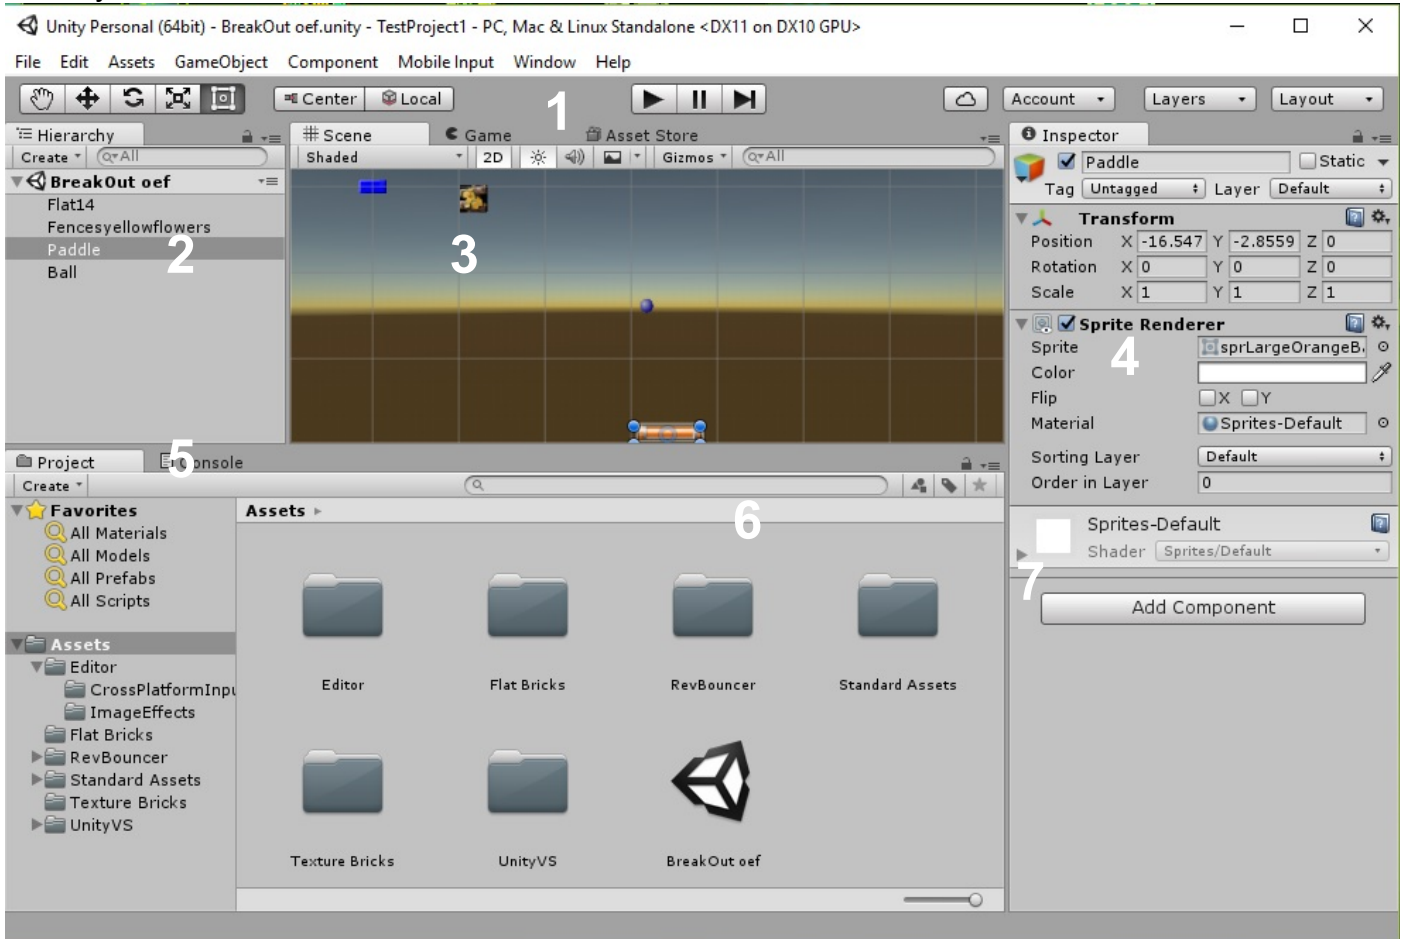 Unity Personal (64bit) - BreakOut oef.unity - TestProject1 - PC, Mac & Linux Standalone <DX11 on DX10 GPU>
File Edit Assets GameObject Component Mobile Input Window Help
Center Local 1 Account Layers Layout
Hierarchy
Create All
BreakOut oef
Flat14
Fencesyellowflowers
Paddle
2
Ball
Scene Game Asset Store
Shaded 2D Gizmos All
3
Inspector
Paddle Static
Tag Untagged Layer Default
Transform
Position X -16.547 Y -2.8559 Z 0
Rotation X 0 Y 0 Z 0
Scale X 1 Y 1 Z 1
Sprite Renderer
Sprite sprLargeOrangeB
4
Color
Flip X Y
Material Sprites-Default
Sorting Layer Default
Order in Layer 0
Sprites-Default
Shader Sprites/Default
7
Add Component
Project Console
5
Create
Favorites
All Materials
All Models
All Prefabs
All Scripts
Assets
Editor
CrossPlatformInpu
ImageEffects
Flat Bricks
RevBouncer
Standard Assets
Texture Bricks
UnityVS
Assets
6
Editor Flat Bricks RevBouncer Standard Assets
Texture Bricks UnityVS BreakOut oef